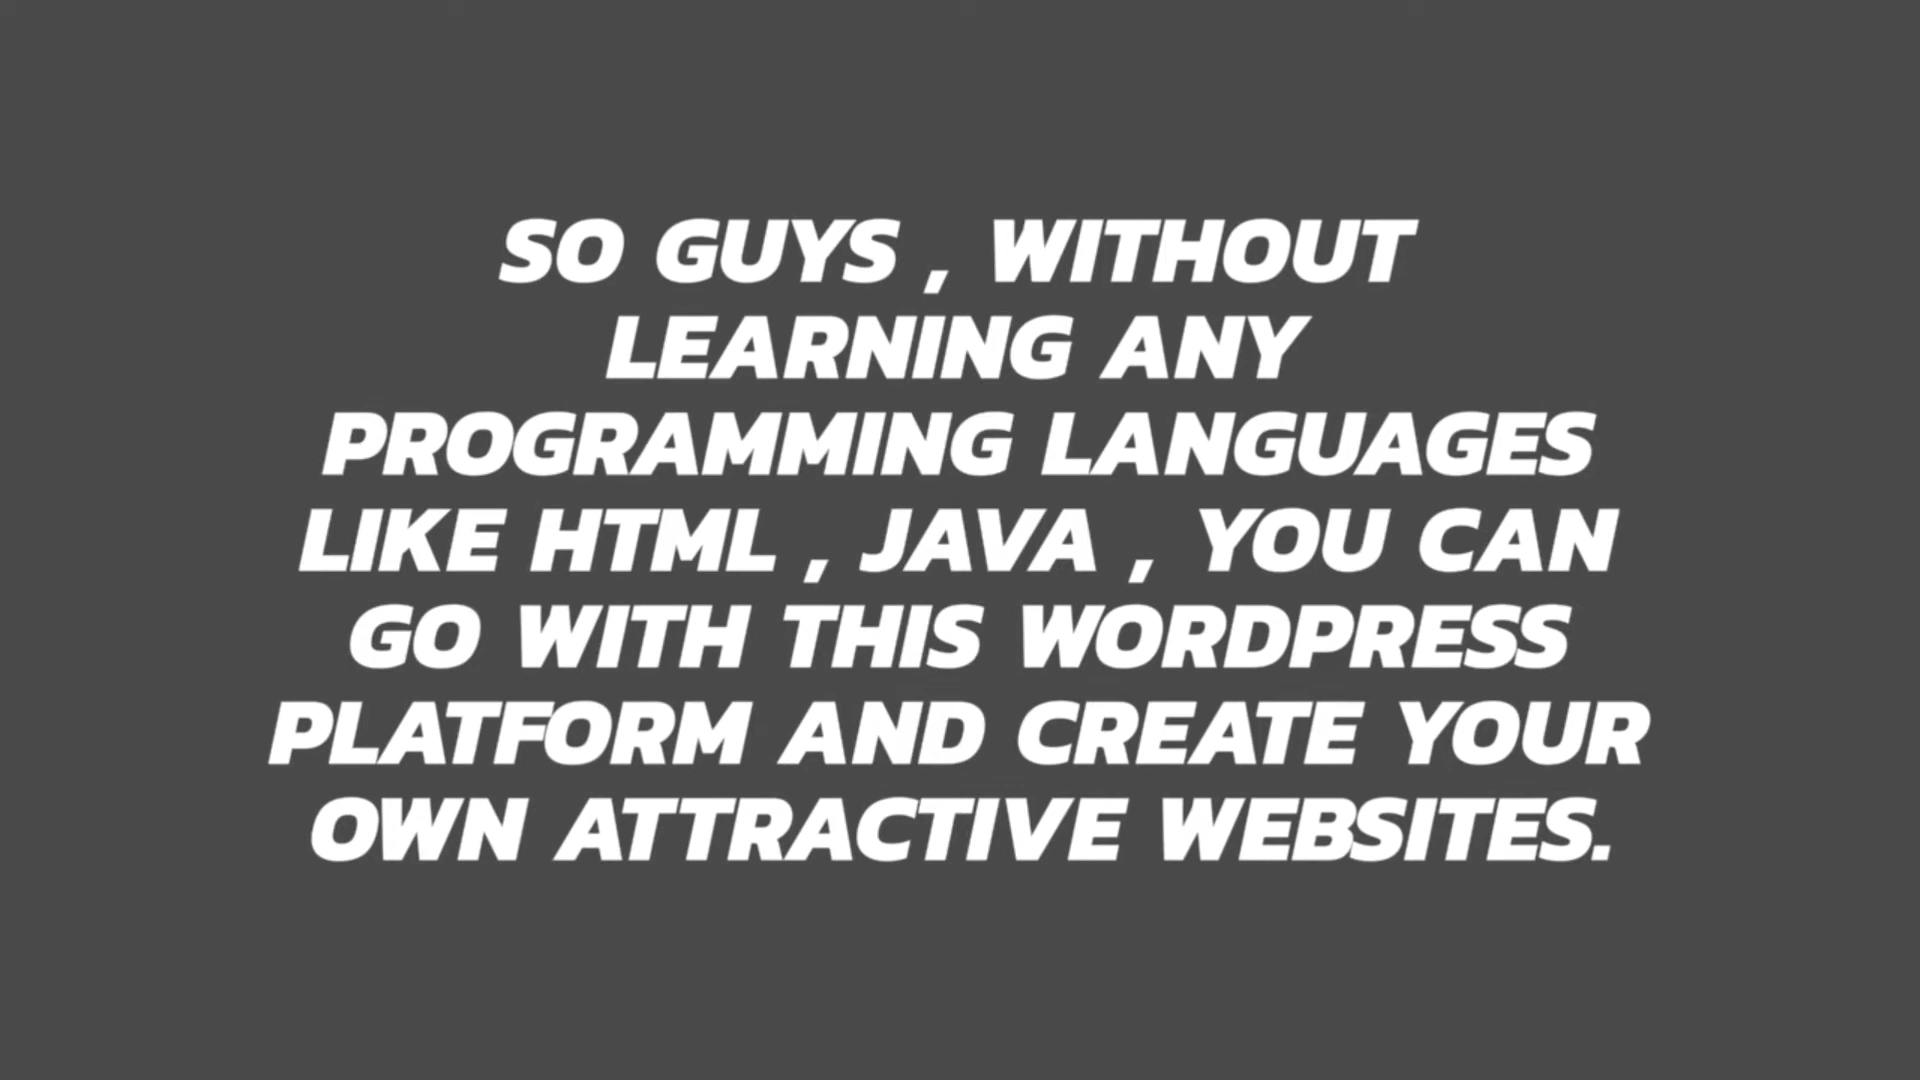 SO GUYS , WITHOUT
LEARNING ANY
PROGRAMMING LANGUAGES
LIKE HTML , JAVA , YOU CAN
GO WITH THIS WORDPRESS
PLATFORM AND CREATE YOUR
OWN ATTRACTIVE WEBSITES.